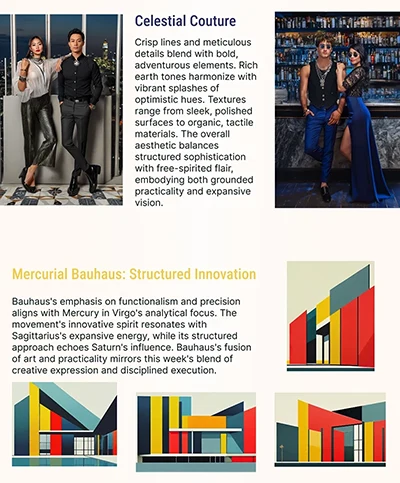 Celestial Couture
Crisp lines and meticulous
details blend with bold,
adventurous elements. Rich
earth tones harmonize with
vibrant splashes of
optimistic hues. Textures
range from sleek, polished
surfaces to organic, tactile
materials. The overall
aesthetic balances
structured sophistication
with free-spirited flair,
embodying both grounded
practicality and expansive
vision.
Mercurial Bauhaus: Structured Innovation
Bauhaus's emphasis on functionalism and precision
aligns with Mercury in Virgo's analytical focus. The
movement's innovative spirit resonates with
Sagittarius's expansive energy, while its structured
approach echoes Saturn's influence. Bauhaus's fusion
of art and practicality mirrors this week's blend of
creative expression and disciplined execution.